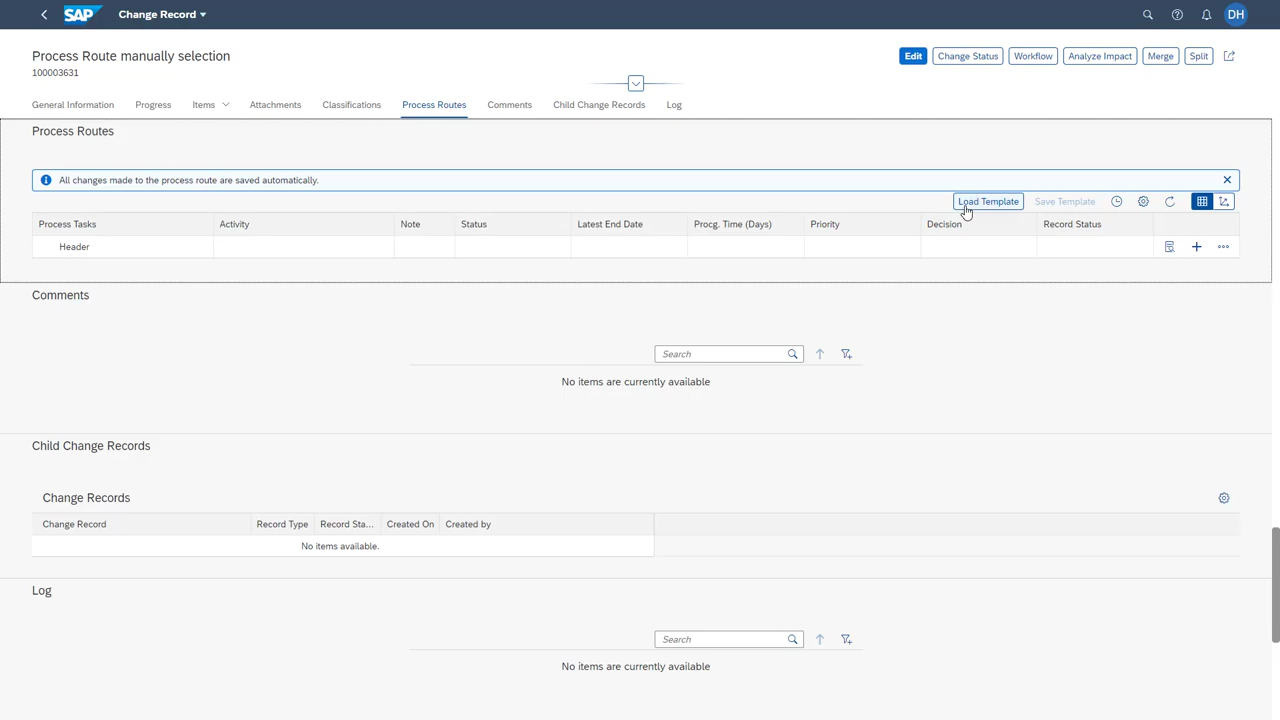 SAP Change Record DH
Process Route manually selection
100003631
Edit Change Status Workflow Analyze Impact Merge Split
General Information Progress Items Attachments Classifications Process Routes Comments Child Change Records Log
Process Routes
All changes made to the process route are saved automatically.
Load Template Save Template
Process Tasks Activity Note Status Latest End Date Procg. Time (Days) Priority Decision Record Status
Header
Comments
Search
No items are currently available
Child Change Records
Change Records
Change Record Record Type Record Sta... Created On Created by
No items available.
Log
Search
No items are currently available